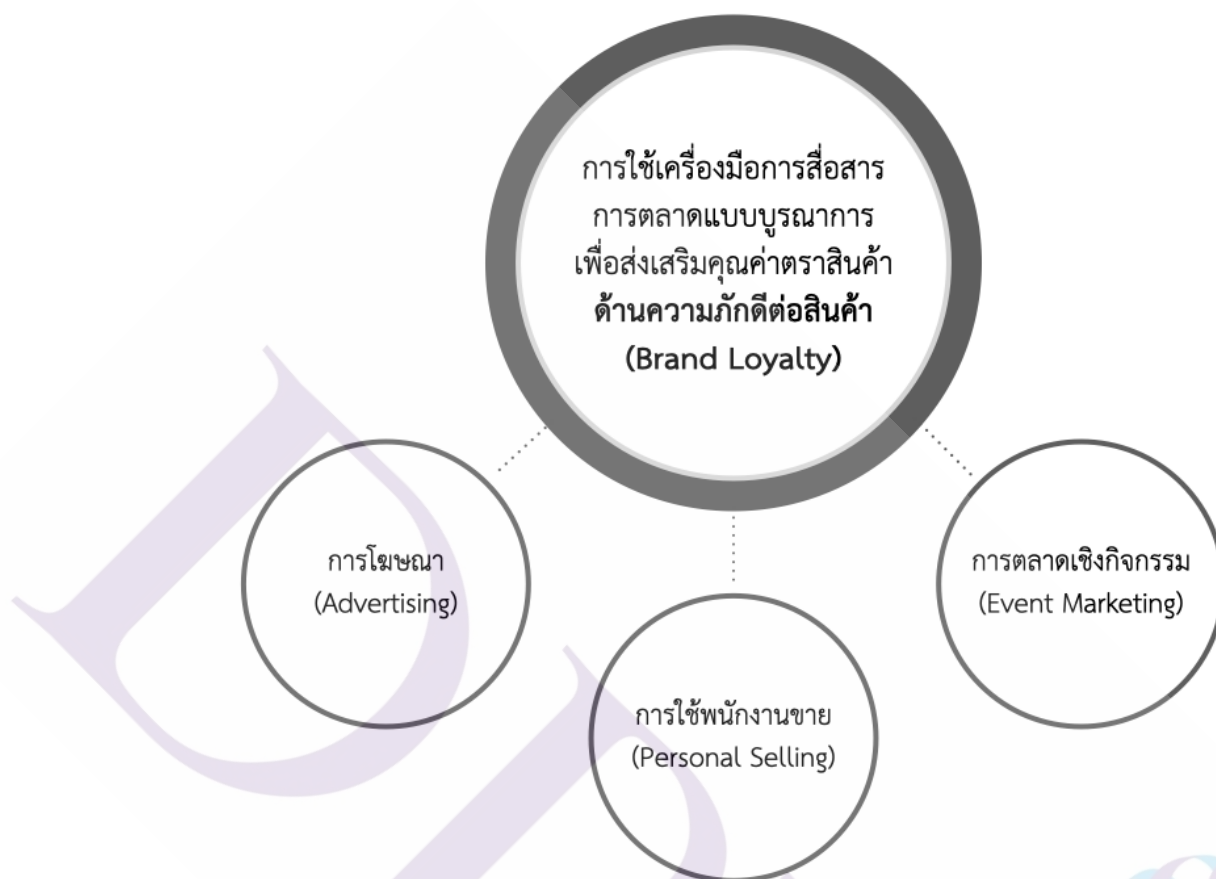 การใช้เครื่องมือการสื่อสาร
การตลาดแบบบูรณาการ
เพื่อส่งเสริมคุณค่าตราสินค้า
ด้านความภักดีต่อสินค้า
(Brand Loyalty)
การโฆษณา
(Advertising)
การใช้พนักงานขาย
(Personal Selling)
การตลาดเชิงกิจกรรม
(Event Marketing)